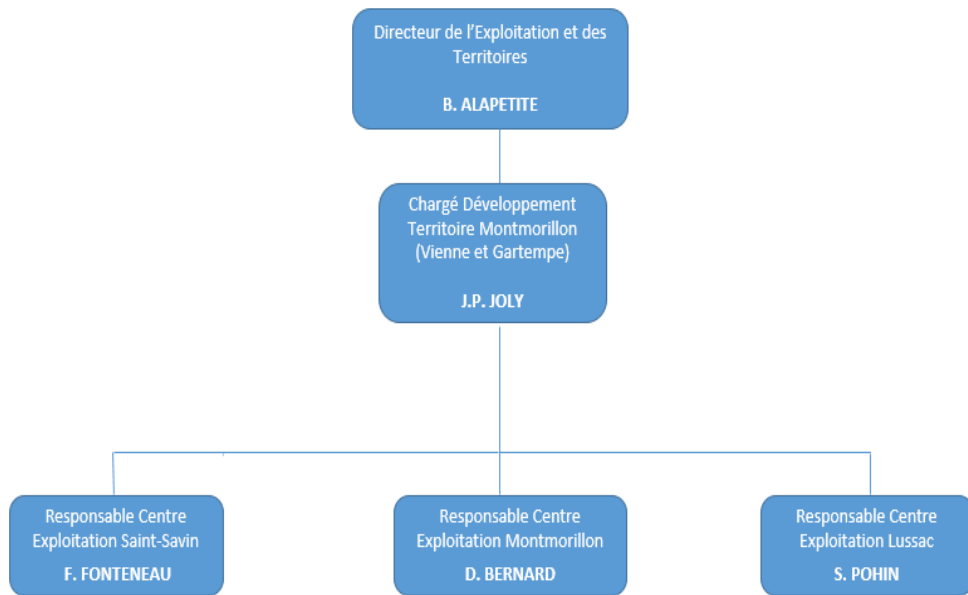 Directeur de l'Exploitation et des
Territoires
B. ALAPETITE
Chargé Développement
Territoire Montmorillon
(Vienne et Gartempe)
J.P. JOLY
Responsable Centre
Exploitation Saint-Savin
F. FONTENEAU
Responsable Centre
Exploitation Montmorillon
D. BERNARD
Responsable Centre
Exploitation Lussac
S. POHIN